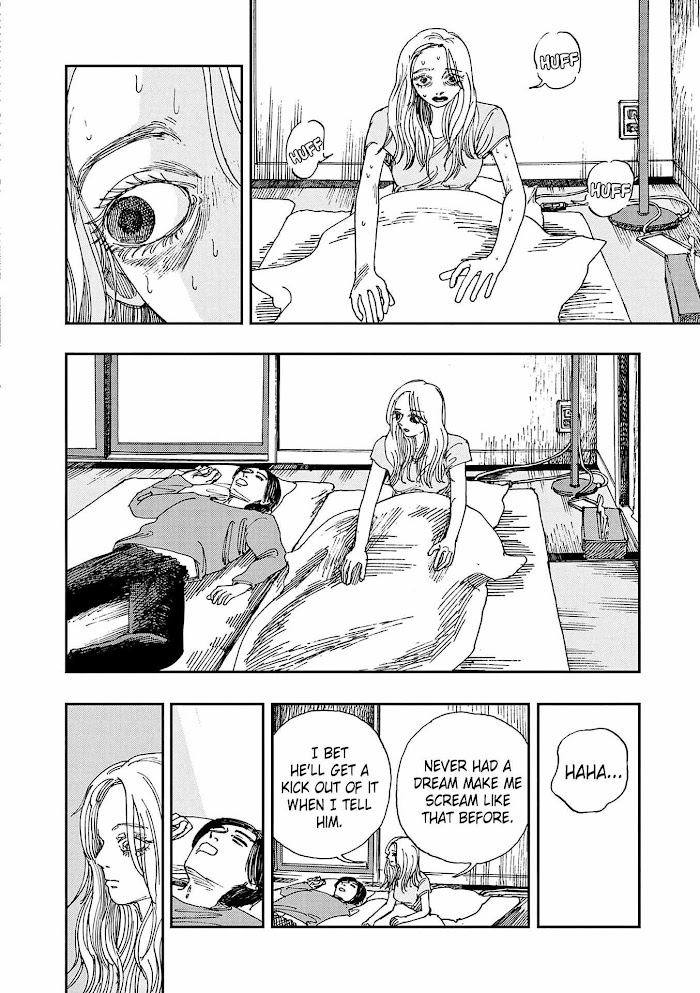 HUFF
HUFF
HUFF
HAHA...
NEVER HAD A
DREAM MAKE ME
SCREAM LIKE
THAT BEFORE.
I BET
HE'LL GET A
KICK OUT OF IT
WHEN I TELL
HIM.